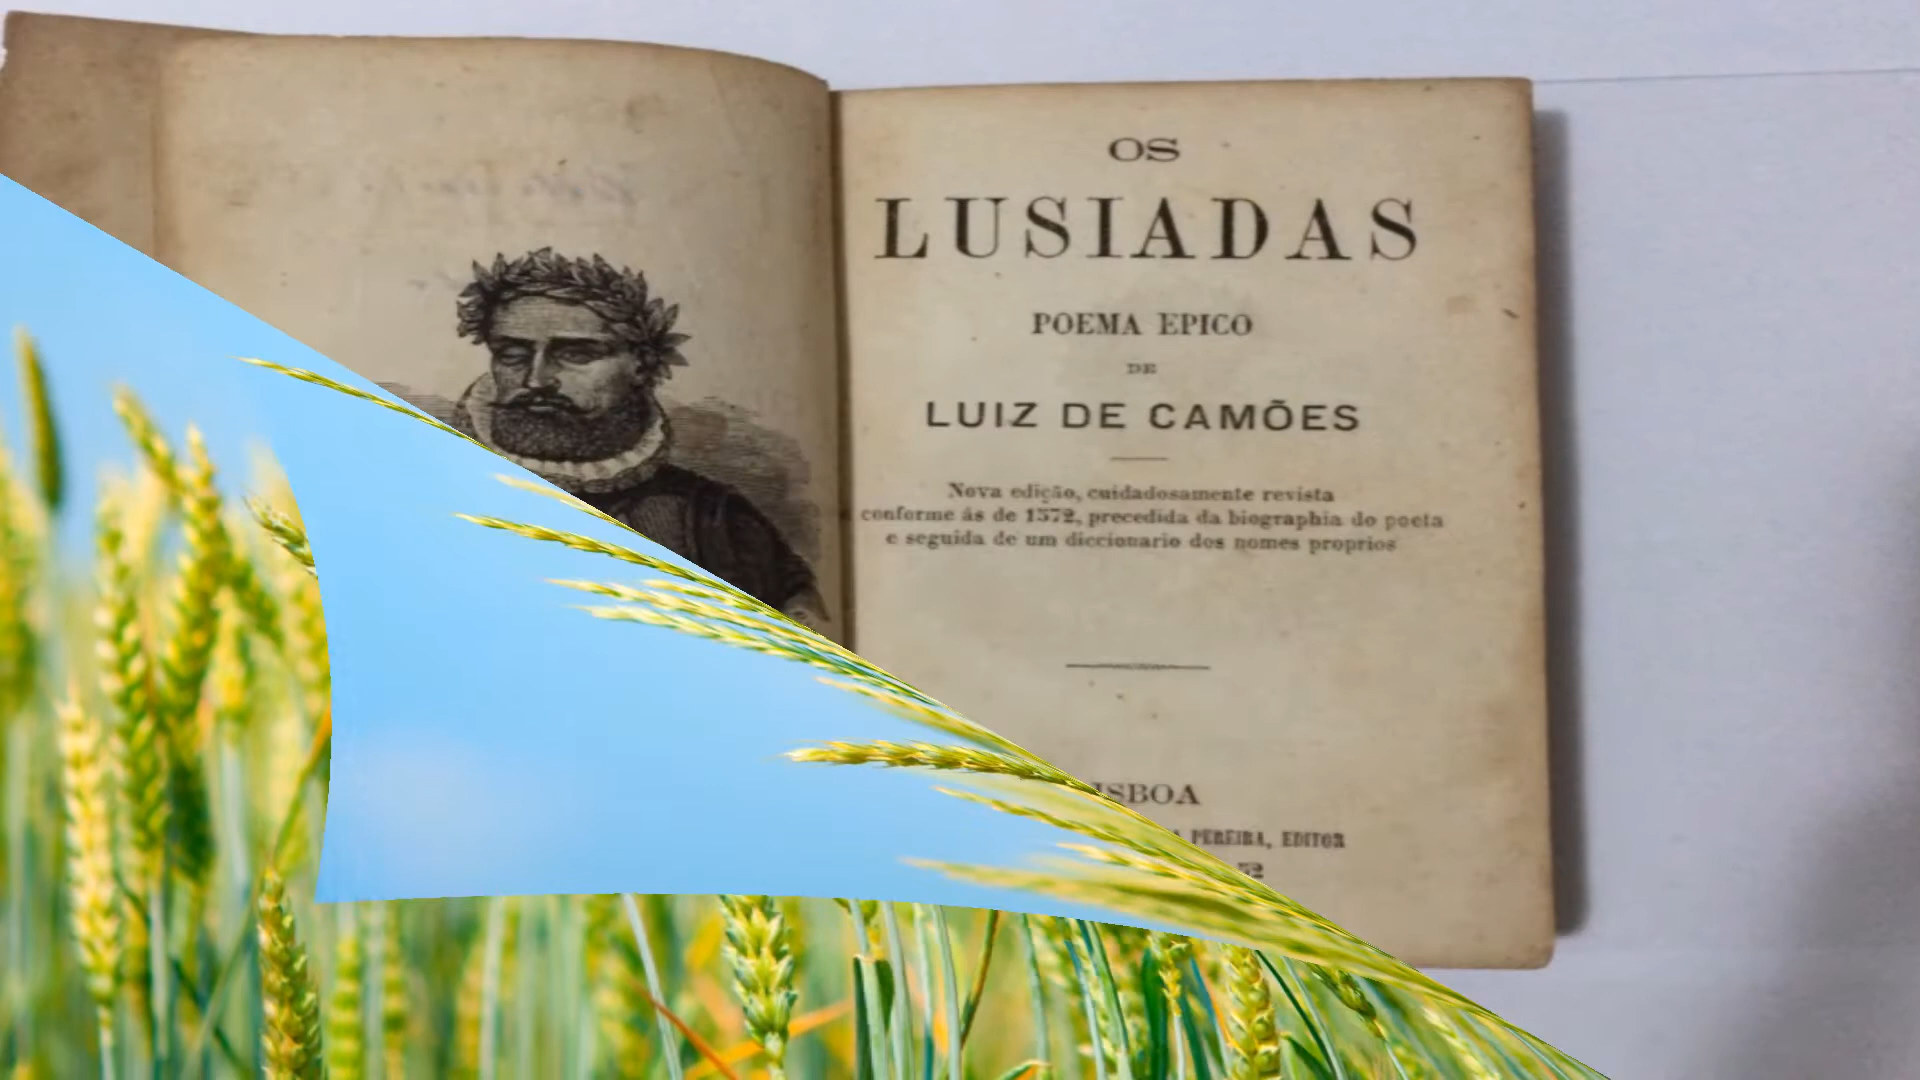 OS
LUSIADAS
POEMA EPICO
DE
LUIZ DE CAMÕES
Nova edição, cuidadosamente revista
conforme ás de 1572, precedida da biographia do poeta
e seguida de um diccionario dos nomes proprios
ISBOA
PEREIRA, EDITOR
52